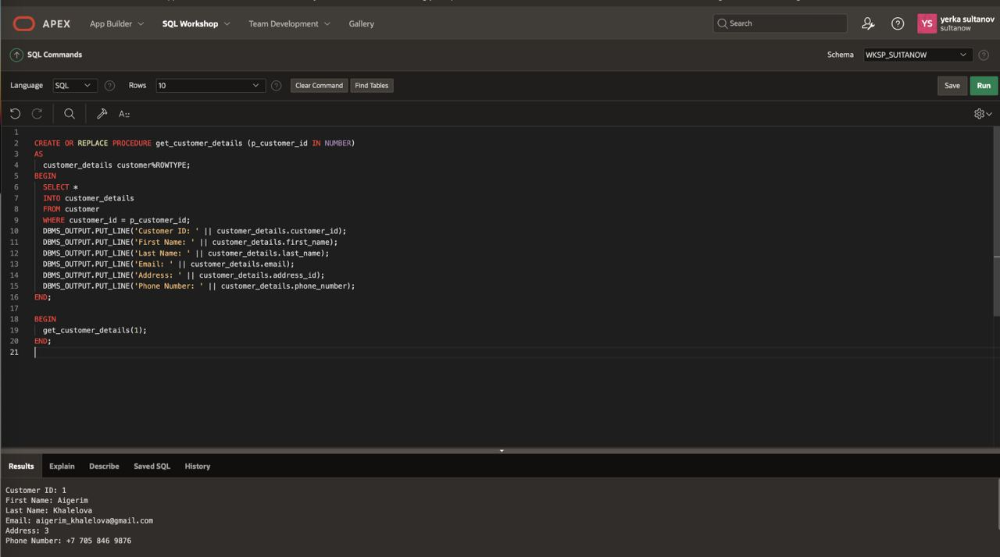 APEX App Builder SQL Workshop Team Development Gallery Search YS yerka sultanov
su1tanow
SQL Commands Schema WKSP_SU1TANOW
Language SQL Rows 10 Clear Command Find Tables Save Run
A::
1
2 CREATE OR REPLACE PROCEDURE get_customer_details (p_customer_id IN NUMBER)
3 AS
4 customer_details customer%ROWTYPE;
5 BEGIN
6 SELECT *
7 INTO customer_details
8 FROM customer
9 WHERE customer_id = p_customer_id;
10 DBMS_OUTPUT.PUT_LINE('Customer ID: ' || customer_details.customer_id);
11 DBMS_OUTPUT.PUT_LINE('First Name: ' || customer_details.first_name);
12 DBMS_OUTPUT.PUT_LINE('Last Name: ' || customer_details.last_name);
13 DBMS_OUTPUT.PUT_LINE('Email: ' || customer_details.email);
14 DBMS_OUTPUT.PUT_LINE('Address: ' || customer_details.address_id);
15 DBMS_OUTPUT.PUT_LINE('Phone Number: ' || customer_details.phone_number);
16 END;
17
18 BEGIN
19 get_customer_details(1);
20 END;
21
Results Explain Describe Saved SQL History
Customer ID: 1
First Name: Aigerim
Last Name: Khalelova
Email: aigerim_khalelova@gmail.com
Address: 3
Phone Number: +7 705 846 9876